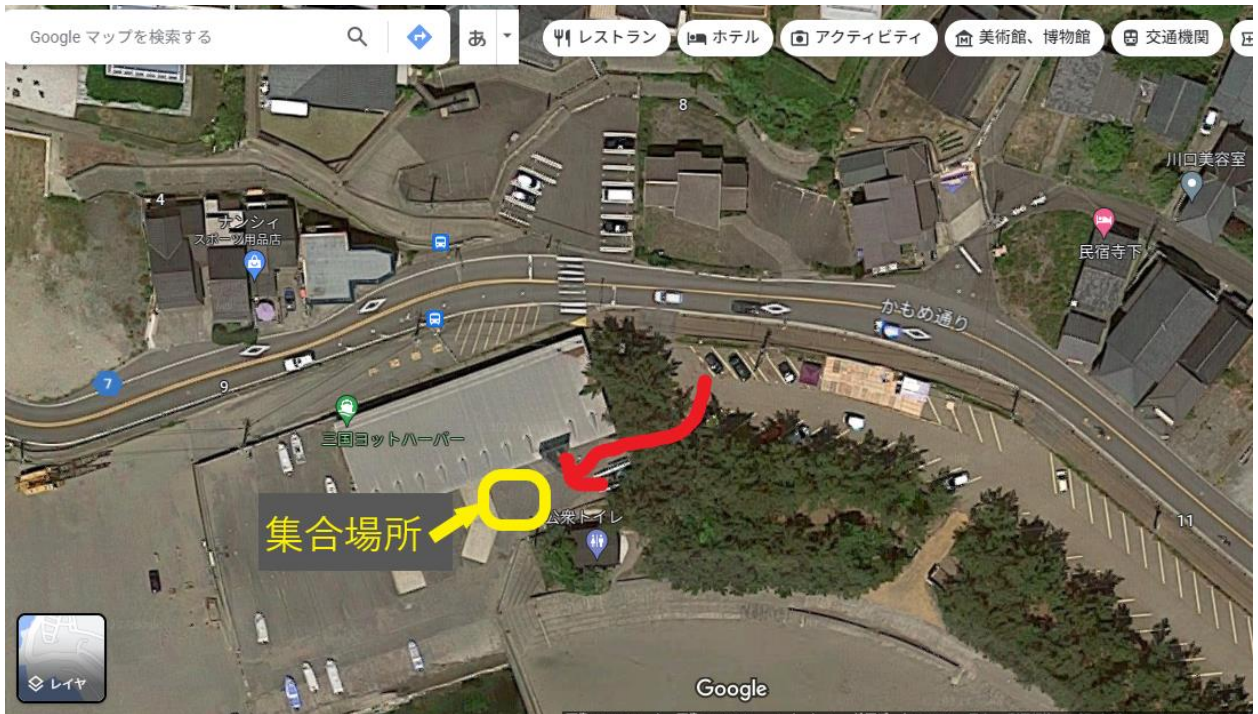 Google マップを検索する
あ
レストラン
ホテル
アクティビティ
美術館、博物館
交通機関
8
川口美容室
4
ナンシィ
スポーツ用品店
民宿寺下
かもめ通り
7
9
三国ヨットハーバー
集合場所
公衆トイレ
11
レイヤ
Google